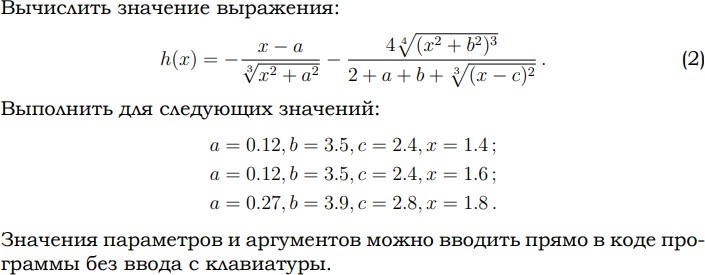 Вычислить значение выражения:
h(x) = − \frac{x − a}{\sqrt[3]{x^2 + a^2}} − \frac{4\sqrt[4]{(x^2 + b^2)^3}}{2 + a + b + \sqrt[3]{(x − c)^2}} . (2)
Выполнить для следующих значений:
a = 0.12, b = 3.5, c = 2.4, x = 1.4 ;
a = 0.12, b = 3.5, c = 2.4, x = 1.6 ;
a = 0.27, b = 3.9, c = 2.8, x = 1.8 .
Значения параметров и аргументов можно вводить прямо в коде про-
граммы без ввода с клавиатуры.